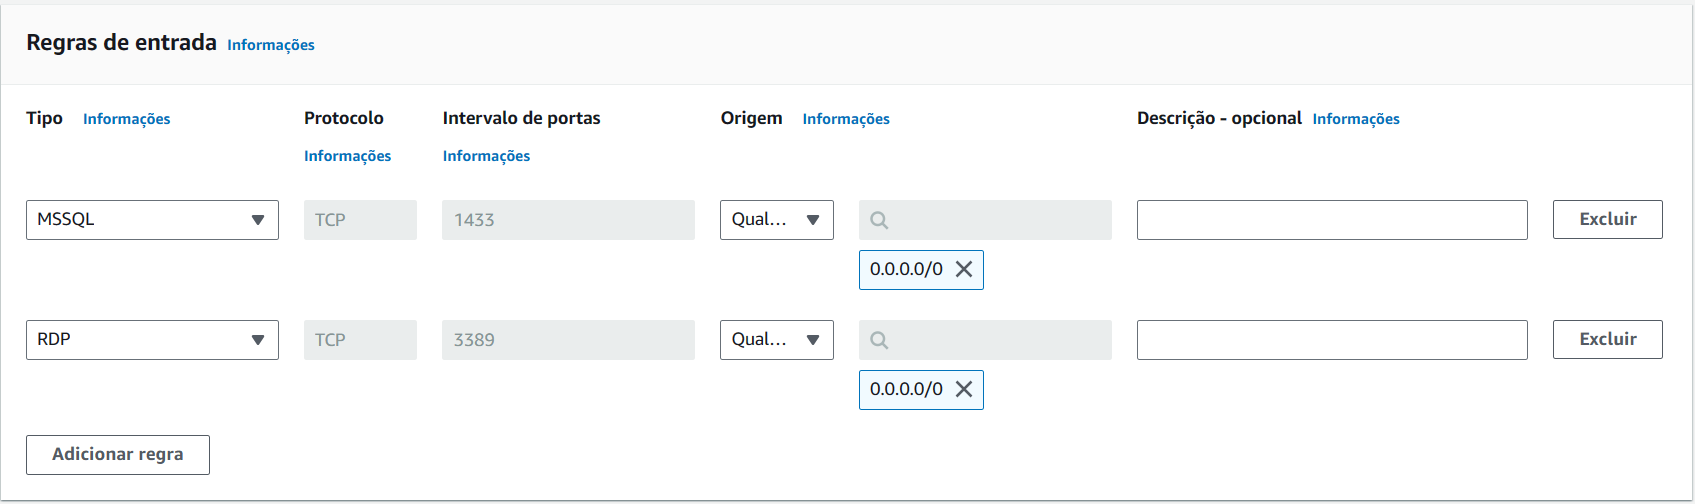 Regras de entrada Informações
Tipo Informações Protocolo Informações Intervalo de portas Informações Origem Informações Descrição - opcional Informações
MSSQL TCP 1433 Qual... Excluir
0.0.0.0/0
RDP TCP 3389 Qual... Excluir
0.0.0.0/0
Adicionar regra